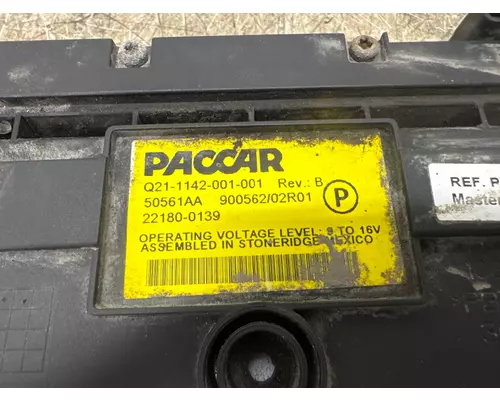 PACCAR
Q21-1142-001-001 Rev.: B
50561AA 900562/02R01
P
22180-0139
OPERATING VOLTAGE LEVEL: 9 TO 16V
ASSEMBLED IN STONERIDGE MEXICO
REF. P
Master